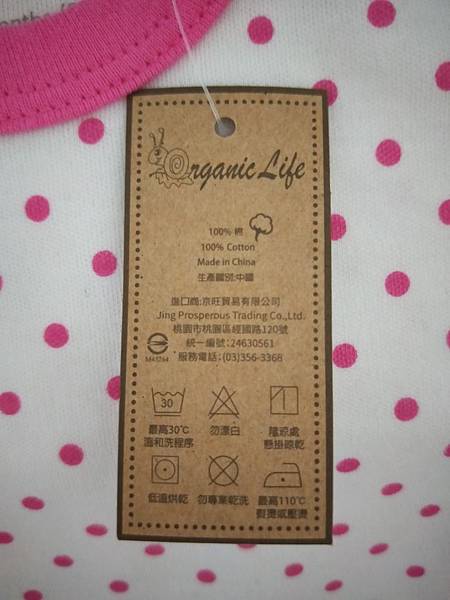 Organic Life
100% 棉
100% Cotton
Made in China
生產國別:中國
進口商:京旺貿易有限公司
Jing Prosperous Trading Co.,Ltd.
桃園市桃園區經國路120號
統一編號:24630561
服務電話:(03)356-3368
30
最高30℃
溫和洗程序
勿漂白
陰涼處
懸掛晾乾
低溫烘乾
勿專業乾洗
最高110℃
熨燙或壓燙